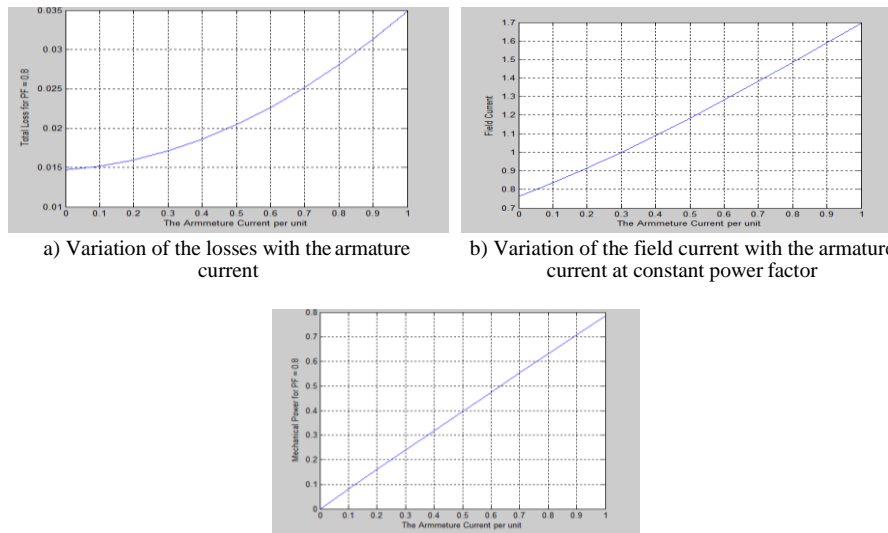 0.035
0.03
0.025
0.02
0.015
0.01
Total Loss for PF = 0.8
0 0.1 0.2 0.3 0.4 0.5 0.6 0.7 0.8 0.9 1
The Armmeture Current per unit
a) Variation of the losses with the armature
current
1.7
1.6
1.5
1.4
1.3
1.2
1.1
1
0.9
0.8
0.7
Field Current
0 0.1 0.2 0.3 0.4 0.5 0.6 0.7 0.8 0.9 1
The Armmeture Current per unit
b) Variation of the field current with the armature
current at constant power factor
0.8
0.7
0.6
0.5
0.4
0.3
0.2
0.1
0
Mechanical Power for PF = 0.8
0 0.1 0.2 0.3 0.4 0.5 0.6 0.7 0.8 0.9 1
The Armmeture Current per unit